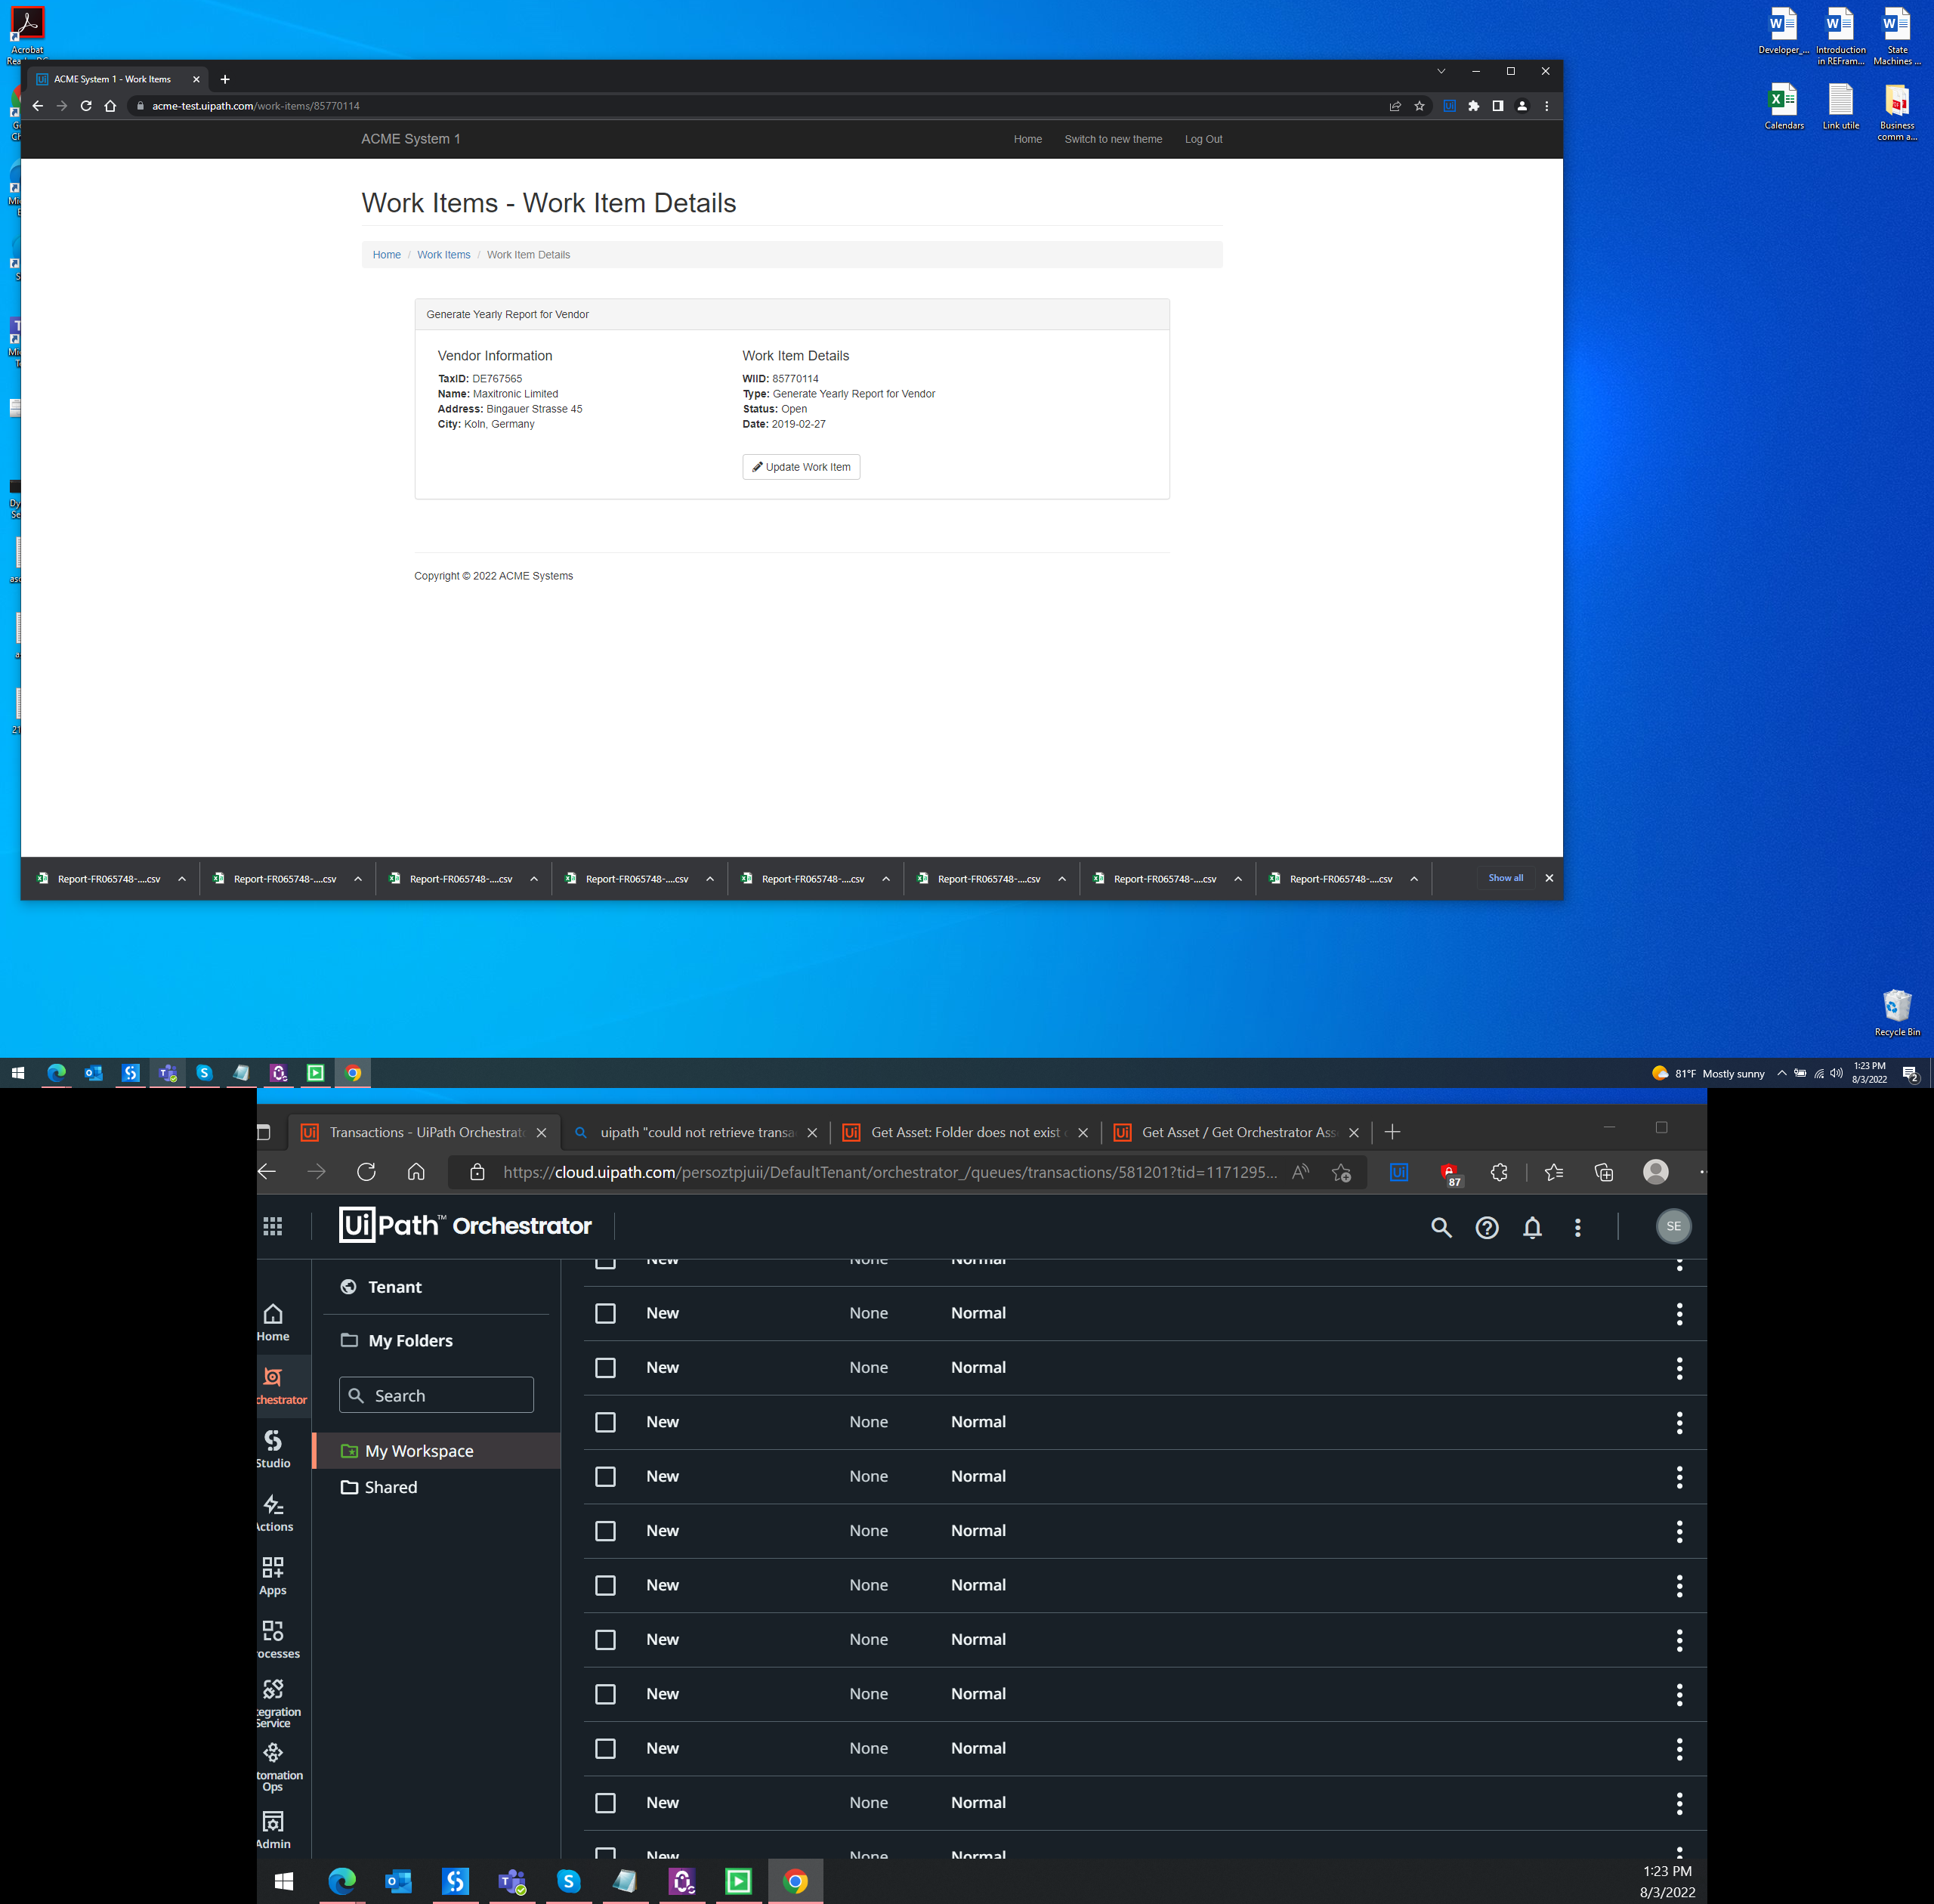 Acrobat
ACME System 1 - Work Items
acme-test.uipath.com/work-items/85770114
ACME System 1
Home
Switch to new theme
Log Out
Work Items - Work Item Details
Home / Work Items / Work Item Details
Generate Yearly Report for Vendor
Vendor Information
TaxID: DE767565
Name: Maxitronic Limited
Address: Bingauer Strasse 45
City: Koln, Germany
Work Item Details
WIID: 85770114
Type: Generate Yearly Report for Vendor
Status: Open
Date: 2019-02-27
Update Work Item
Copyright © 2022 ACME Systems
Report-FR065748-....csv
Report-FR065748-....csv
Report-FR065748-....csv
Report-FR065748-....csv
Report-FR065748-....csv
Report-FR065748-....csv
Report-FR065748-....csv
Report-FR065748-....csv
Show all
Developer_...
Introduction
in REFram...
State
Machines ...
Calendars
Link utile
Business
comm a...
Recycle Bin
81°F Mostly sunny
1:23 PM
8/3/2022
2
Transactions - UiPath Orchestrato
uipath "could not retrieve transa
Get Asset: Folder does not exist
Get Asset / Get Orchestrator Ass
https://cloud.uipath.com/persoztpjuii/DefaultTenant/orchestrator_/queues/transactions/581201?tid=1171295...
87
UiPath™ Orchestrator
SE
Tenant
My Folders
Search
My Workspace
Shared
Home
chestrator
Studio
Actions
Apps
rocesses
tegration
Service
tomation
Ops
Admin
New None Normal
New None Normal
New None Normal
New None Normal
New None Normal
New None Normal
New None Normal
New None Normal
New None Normal
New None Normal
New None Normal
New None Normal
1:23 PM
8/3/2022